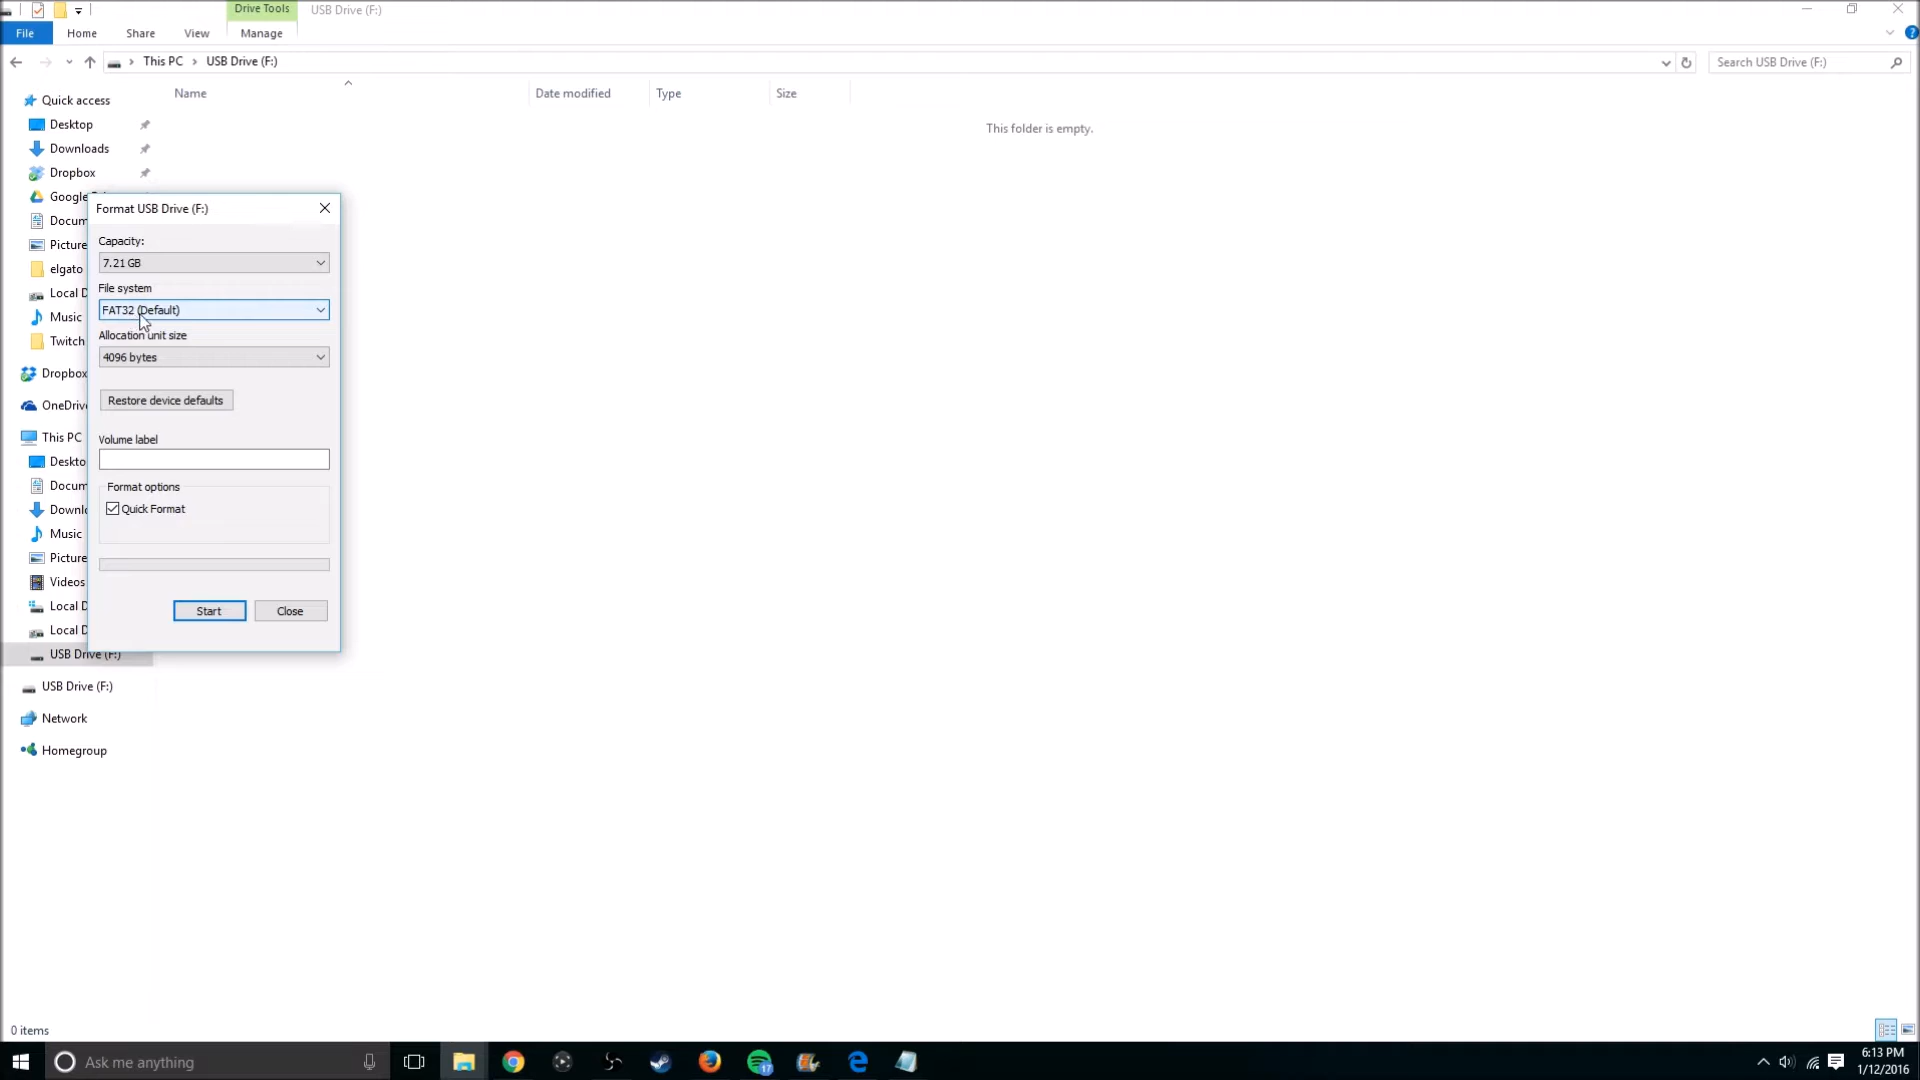 Drive Tools
USB Drive (F:)
File
Home
Share
View
Manage
This PC
USB Drive (F:)
Search USB Drive (F:)
Name
Date modified
Type
Size
This folder is empty.
Quick access
Desktop
Downloads
Dropbox
Google
Docum
Picture
elgato
Local D
Music
Twitch
Dropbox
OneDriv
This PC
Deskto
Docum
Downl
Music
Picture
Videos
Local D
Local D
USB Drive (F:)
USB Drive (F:)
Network
Homegroup
Format USB Drive (F:)
Capacity:
7.21 GB
File system
FAT32 (Default)
Allocation unit size
4096 bytes
Restore device defaults
Volume label
Format options
Quick Format
Start
Close
0 items
Ask me anything
17
6:13 PM
1/12/2016